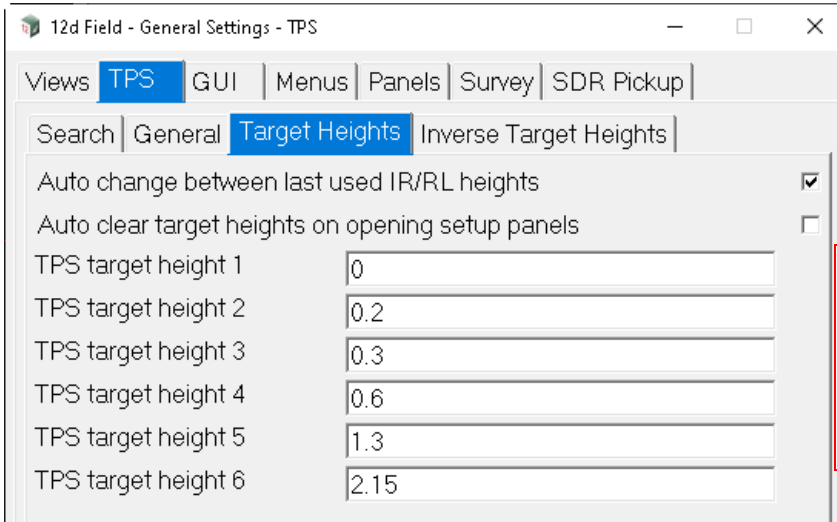 12d Field - General Settings - TPS
Views TPS GUI Menus Panels Survey SDR Pickup
Search General Target Heights Inverse Target Heights
Auto change between last used IR/RL heights
Auto clear target heights on opening setup panels
TPS target height 1 0
TPS target height 2 0.2
TPS target height 3 0.3
TPS target height 4 0.6
TPS target height 5 1.3
TPS target height 6 2.15